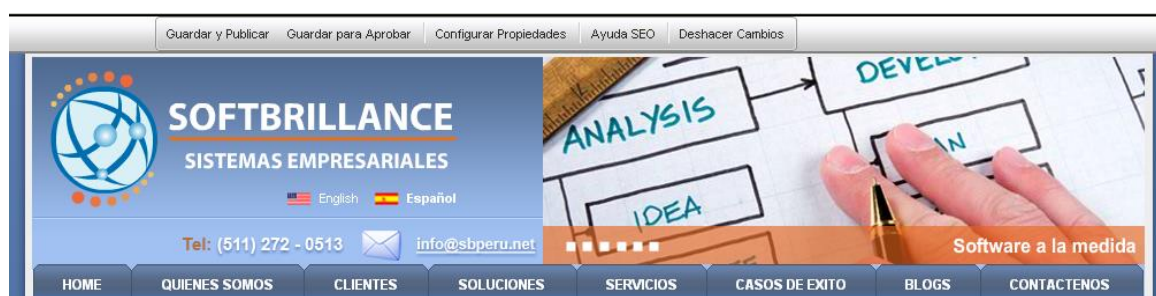 Guardar y Publicar Guardar para Aprobar Configurar Propiedades Ayuda SEO Deshacer Cambios
SOFTBRILLANCE
SISTEMAS EMPRESARIALES
English Español
Tel: (511) 272 - 0513 info@sbperu.net
ANALYSIS
IDEA
Software a la medida
HOME QUIENES SOMOS CLIENTES SOLUCIONES SERVICIOS CASOS DE EXITO BLOGS CONTACTENOS